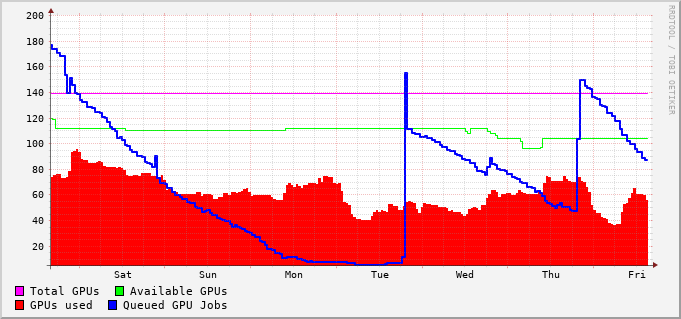 RRDTOOL / TOBI OETIKER
200
180
160
140
120
100
80
60
40
20
Sat Sun Mon Tue Wed Thu Fri
Total GPUs Available GPUs
GPUs used Queued GPU Jobs